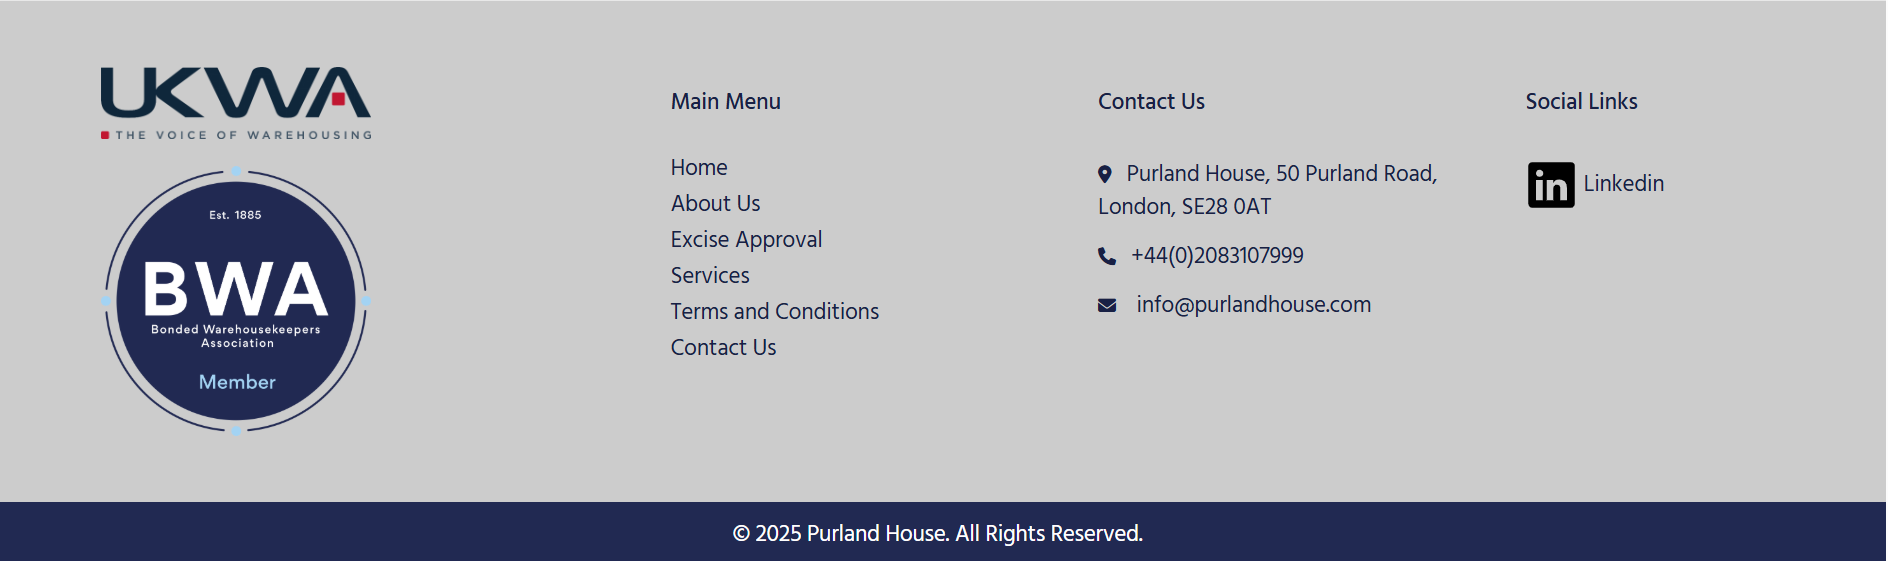 UKWA
THE VOICE OF WAREHOUSING
Est. 1885
BWA
Bonded Warehousekeepers
Association
Member
Main Menu
Home
About Us
Excise Approval
Services
Terms and Conditions
Contact Us
Contact Us
Purland House, 50 Purland Road,
London, SE28 0AT
+44(0)2083107999
info@purlandhouse.com
Social Links
in Linkedin
© 2025 Purland House. All Rights Reserved.